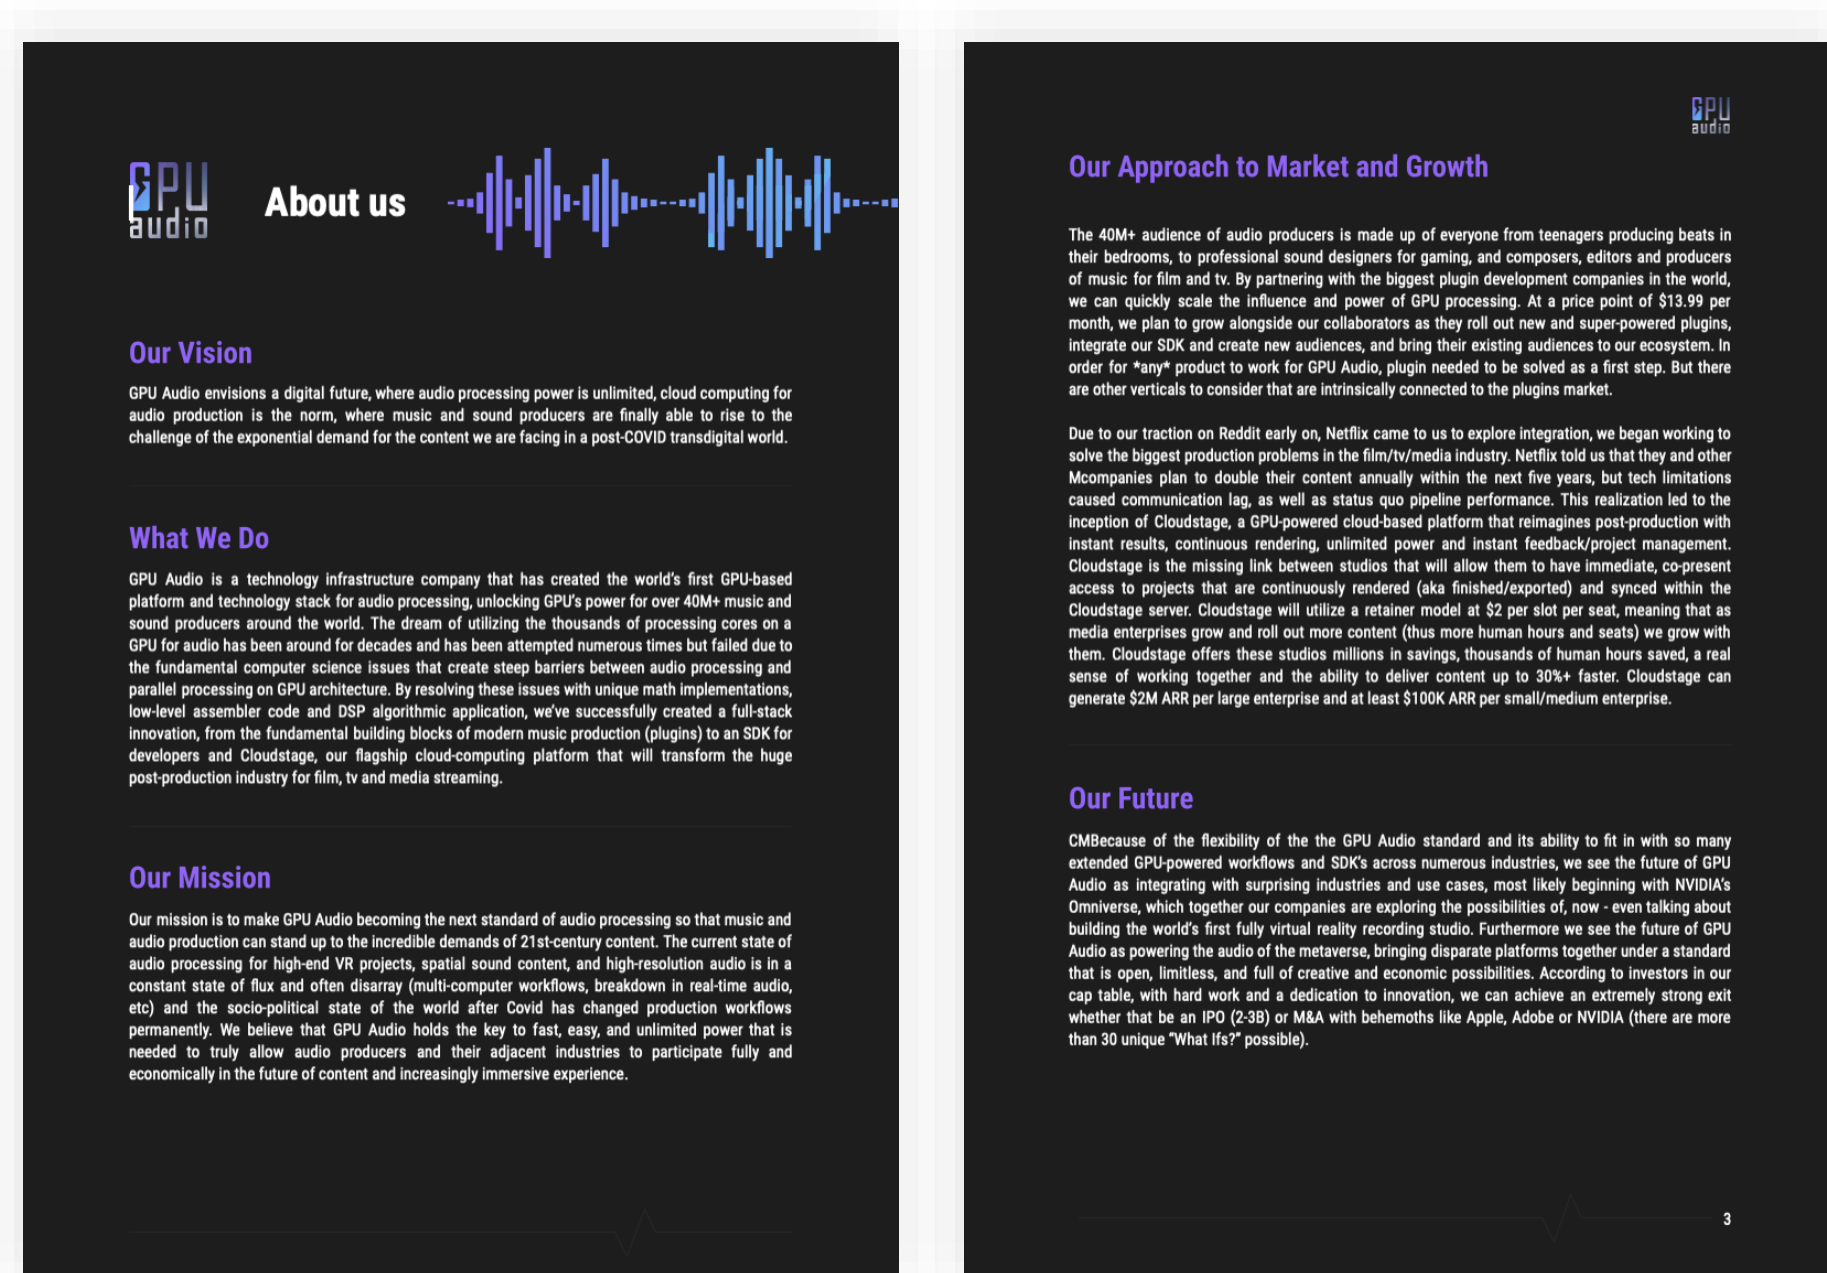 GPU
audio
About us
Our Vision
GPU Audio envisions a digital future, where audio processing power is unlimited, cloud computing for
audio production is the norm, where music and sound producers are finally able to rise to the
challenge of the exponential demand for the content we are facing in a post-COVID transdigital world.
What We Do
GPU Audio is a technology infrastructure company that has created the world's first GPU-based
platform and technology stack for audio processing, unlocking GPU's power for over 40M+ music and
sound producers around the world. The dream of utilizing the thousands of processing cores on a
GPU for audio has been around for decades and has been attempted numerous times but failed due to
the fundamental computer science issues that create steep barriers between audio processing and
parallel processing on GPU architecture. By resolving these issues with unique math implementations,
low-level assembler code and DSP algorithmic application, we've successfully created a full-stack
innovation, from the fundamental building blocks of modern music production (plugins) to an SDK for
developers and Cloudstage, our flagship cloud-computing platform that will transform the huge
post-production industry for film, tv and media streaming.
Our Mission
Our mission is to make GPU Audio becoming the next standard of audio processing so that music and
audio production can stand up to the incredible demands of 21st-century content. The current state of
audio processing for high-end VR projects, spatial sound content, and high-resolution audio is in a
constant state of flux and often disarray (multi-computer workflows, breakdown in real-time audio,
etc) and the socio-political state of the world after Covid has changed production workflows
permanently. We believe that GPU Audio holds the key to fast, easy, and unlimited power that is
needed to truly allow audio producers and their adjacent industries to participate fully and
economically in the future of content and increasingly immersive experience.
GPU
audio
Our Approach to Market and Growth
The 40M+ audience of audio producers is made up of everyone from teenagers producing beats in
their bedrooms, to professional sound designers for gaming, and composers, editors and producers
of music for film and tv. By partnering with the biggest plugin development companies in the world,
we can quickly scale the influence and power of GPU processing. At a price point of $13.99 per
month, we plan to grow alongside our collaborators as they roll out new and super-powered plugins,
integrate our SDK and create new audiences, and bring their existing audiences to our ecosystem. In
order for *any* product to work for GPU Audio, plugin needed to be solved as a first step. But there
are other verticals to consider that are intrinsically connected to the plugins market.
Due to our traction on Reddit early on, Netflix came to us to explore integration, we began working to
solve the biggest production problems in the film/tv/media industry. Netflix told us that they and other
Mcompanies plan to double their content annually within the next five years, but tech limitations
caused communication lag, as well as status quo pipeline performance. This realization led to the
inception of Cloudstage, a GPU-powered cloud-based platform that reimagines post-production with
instant results, continuous rendering, unlimited power and instant feedback/project management.
Cloudstage is the missing link between studios that will allow them to have immediate, co-present
access to projects that are continuously rendered (aka finished/exported) and synced within the
Cloudstage server. Cloudstage will utilize a retainer model at $2 per slot per seat, meaning that as
media enterprises grow and roll out more content (thus more human hours and seats) we grow with
them. Cloudstage offers these studios millions in savings, thousands of human hours saved, a real
sense of working together and the ability to deliver content up to 30%+ faster. Cloudstage can
generate $2M ARR per large enterprise and at least $100K ARR per small/medium enterprise.
Our Future
CMBecause of the flexibility of the the GPU Audio standard and its ability to fit in with so many
extended GPU-powered workflows and SDK's across numerous industries, we see the future of GPU
Audio as integrating with surprising industries and use cases, most likely beginning with NVIDIA's
Omniverse, which together our companies are exploring the possibilities of, now - even talking about
building the world's first fully virtual reality recording studio. Furthermore we see the future of GPU
Audio as powering the audio of the metaverse, bringing disparate platforms together under a standard
that is open, limitless, and full of creative and economic possibilities. According to investors in our
cap table, with hard work and a dedication to innovation, we can achieve an extremely strong exit
whether that be an IPO (2-3B) or M&A with behemoths like Apple, Adobe or NVIDIA (there are more
than 30 unique "What Ifs?" possible).
3